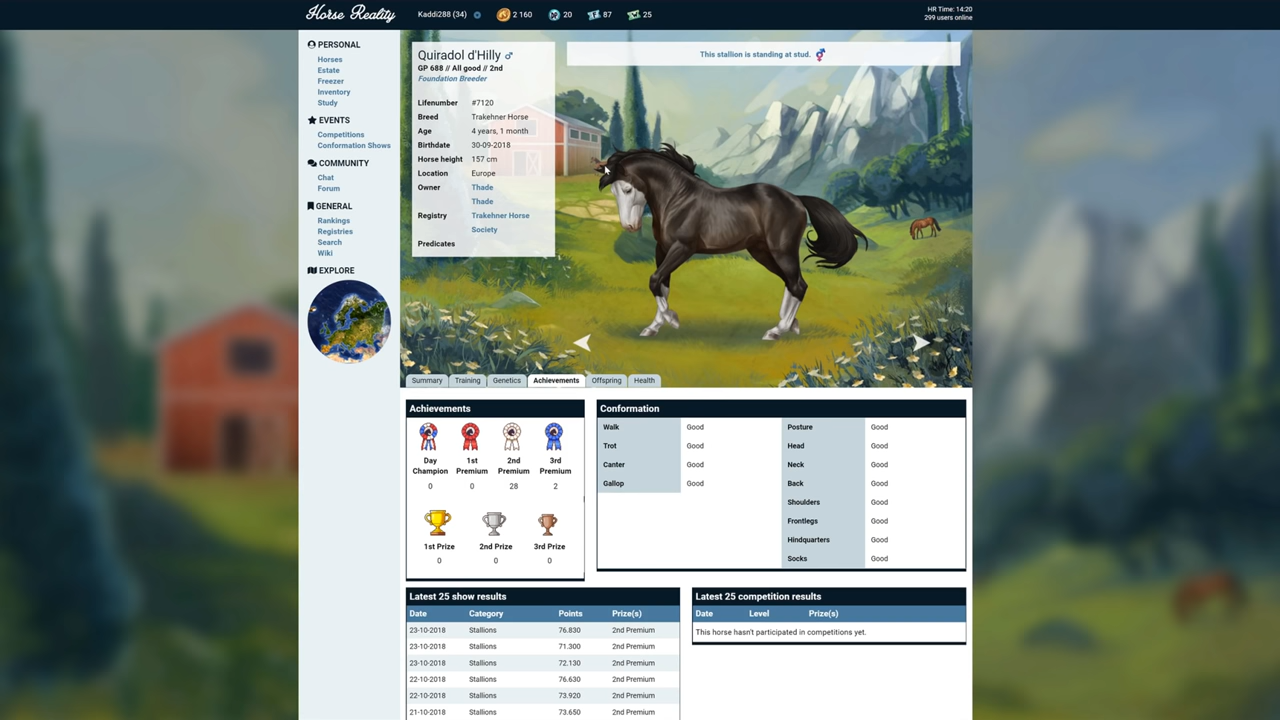 Horse Reality
Kaddi288 (34) 2 160 20 87 25
HR Time: 14:20
299 users online
PERSONAL
Horses
Estate
Freezer
Inventory
Study
EVENTS
Competitions
Conformation Shows
COMMUNITY
Chat
Forum
GENERAL
Rankings
Registries
Search
Wiki
EXPLORE
Quiradol d'Hilly
GP 688 // All good // 2nd
Foundation Breeder
Lifenumber #7120
Breed Trakehner Horse
Age 4 years, 1 month
Birthdate 30-09-2018
Horse height 157 cm
Location Europe
Owner Thade
Thade
Registry Trakehner Horse
Society
Predicates
This stallion is standing at stud.
Summary Training Genetics Achievements Offspring Health
Achievements
Day Champion 0
1st Premium 0
2nd Premium 28
3rd Premium 2
1st Prize 0
2nd Prize 0
3rd Prize 0
Conformation
Walk Good
Trot Good
Canter Good
Gallop Good
Posture Good
Head Good
Neck Good
Back Good
Shoulders Good
Frontlegs Good
Hindquarters Good
Socks Good
Latest 25 show results
Date Category Points Prize(s)
23-10-2018 Stallions 76.830 2nd Premium
23-10-2018 Stallions 71.300 2nd Premium
23-10-2018 Stallions 72.130 2nd Premium
22-10-2018 Stallions 76.630 2nd Premium
22-10-2018 Stallions 73.920 2nd Premium
21-10-2018 Stallions 73.650 2nd Premium
Latest 25 competition results
Date Level Prize(s)
This horse hasn't participated in competitions yet.